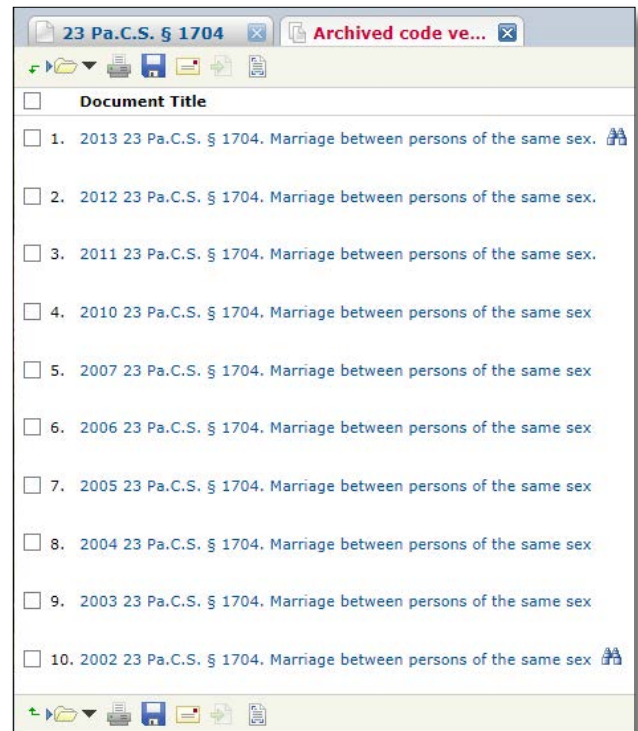 23 Pa.C.S. § 1704 Archived code ve...
Document Title
1. 2013 23 Pa.C.S. § 1704. Marriage between persons of the same sex.
2. 2012 23 Pa.C.S. § 1704. Marriage between persons of the same sex.
3. 2011 23 Pa.C.S. § 1704. Marriage between persons of the same sex.
4. 2010 23 Pa.C.S. § 1704. Marriage between persons of the same sex
5. 2007 23 Pa.C.S. § 1704. Marriage between persons of the same sex
6. 2006 23 Pa.C.S. § 1704. Marriage between persons of the same sex
7. 2005 23 Pa.C.S. § 1704. Marriage between persons of the same sex
8. 2004 23 Pa.C.S. § 1704. Marriage between persons of the same sex
9. 2003 23 Pa.C.S. § 1704. Marriage between persons of the same sex
10. 2002 23 Pa.C.S. § 1704. Marriage between persons of the same sex